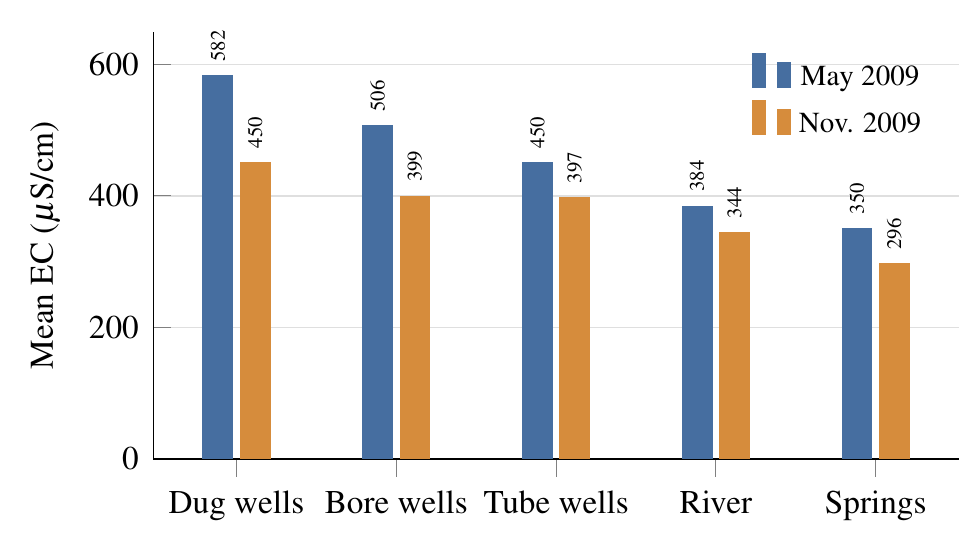 Mean EC (μS/cm)
600
400
200
0
582
450
506
399
450
397
384
344
350
296
May 2009
Nov. 2009
Dug wells
Bore wells
Tube wells
River
Springs